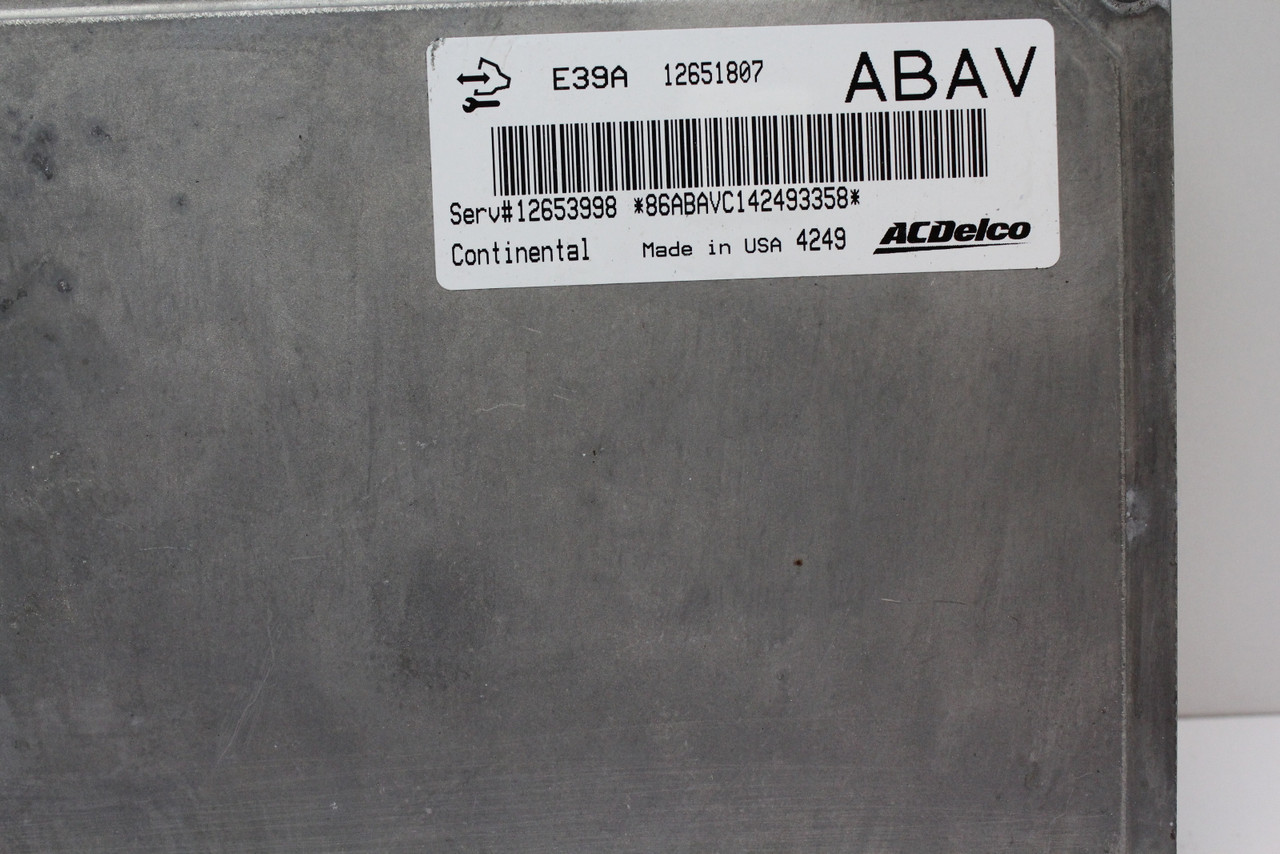 E39A 12651807 ABAV
Serv#12653998 *86ABAVC142493358*
Continental Made in USA 4249 ACDelco